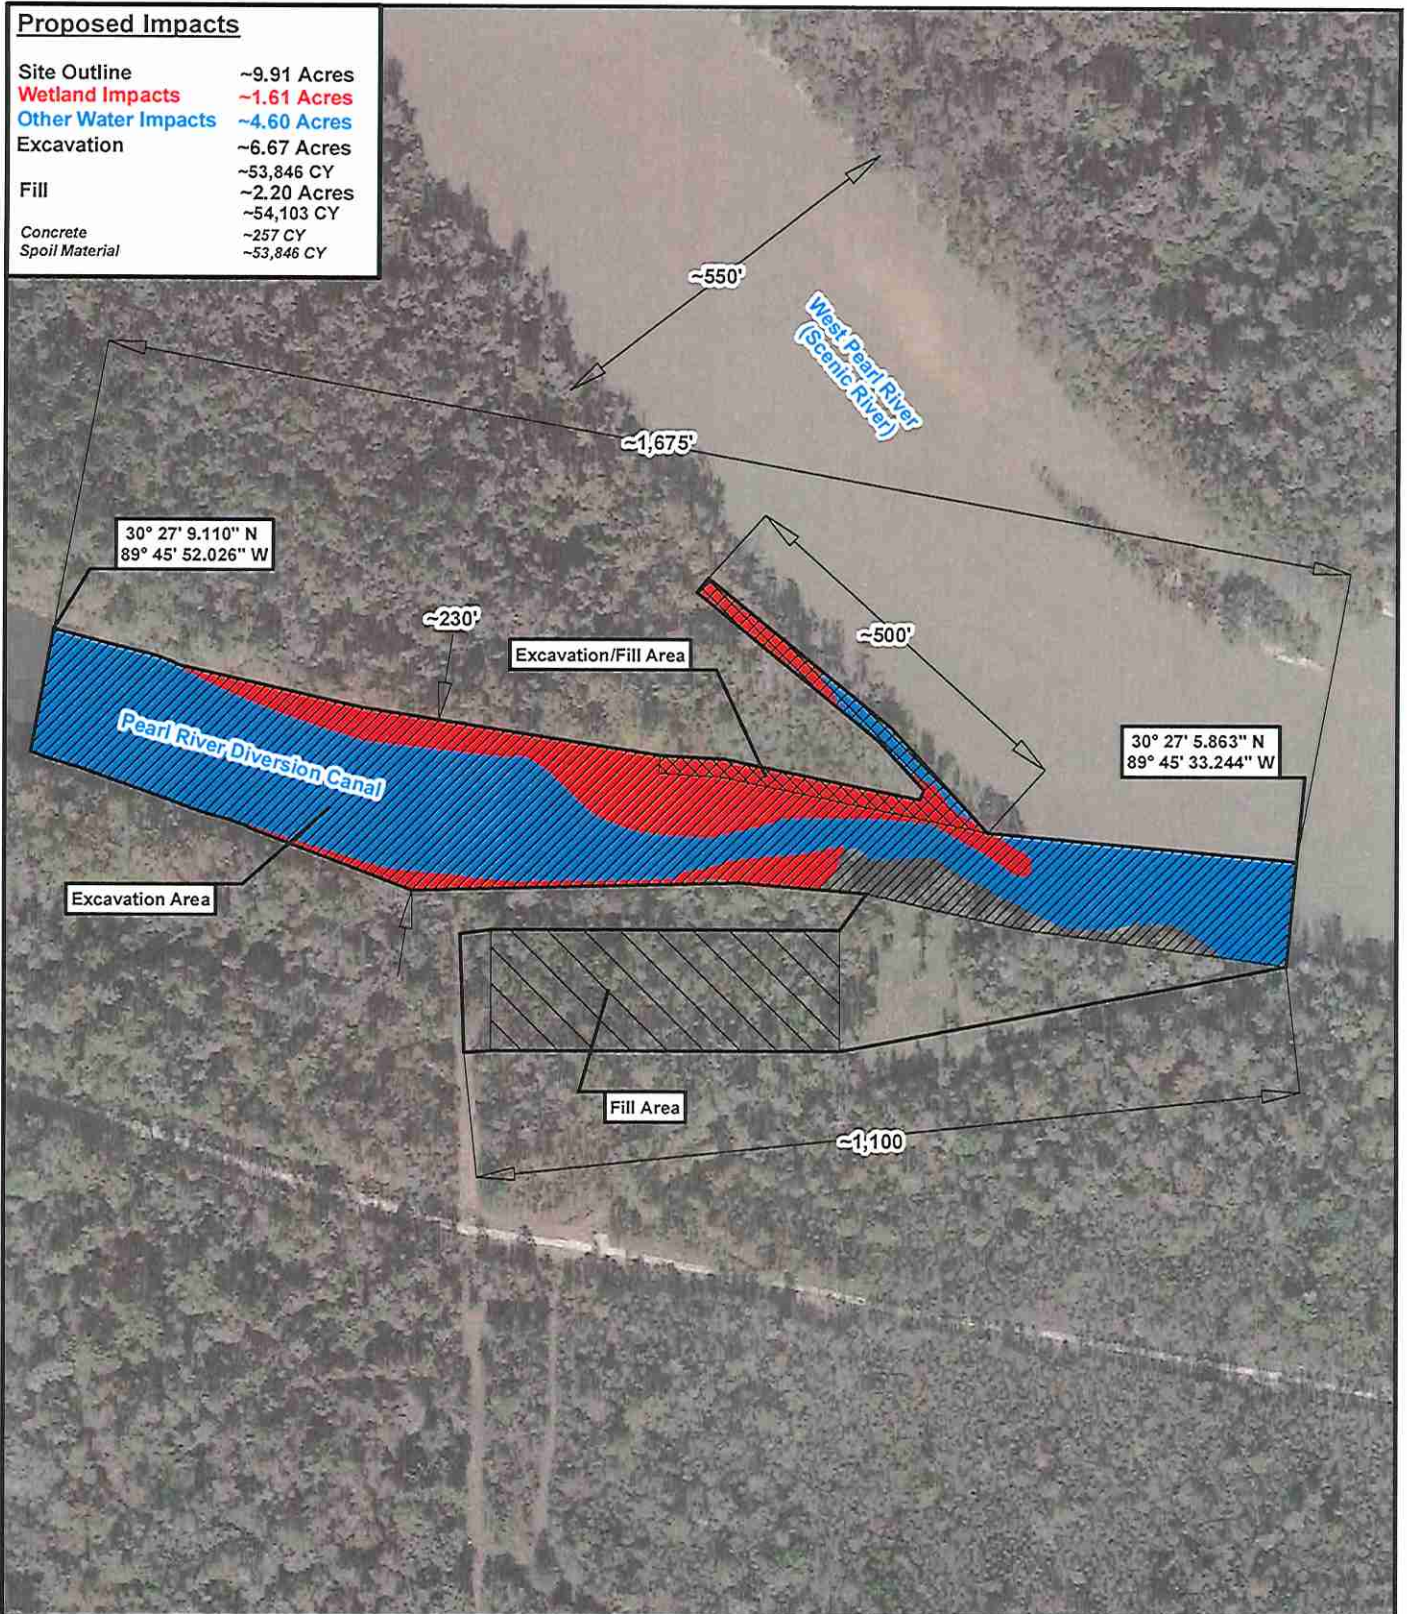 Proposed Impacts
Site Outline ~9.91 Acres
Wetland Impacts ~1.61 Acres
Other Water Impacts ~4.60 Acres
Excavation ~6.67 Acres
~53,846 CY
Fill ~2.20 Acres
~54,103 CY
Concrete ~257 CY
Spoil Material ~53,846 CY
~550'
West Pearl River
(Scenic River)
~1,675'
30° 27' 9.110" N
89° 45' 52.026" W
~230'
~500'
Excavation/Fill Area
Pearl River Diversion Canal
30° 27' 5.863" N
89° 45' 33.244" W
Excavation Area
Fill Area
~1,100